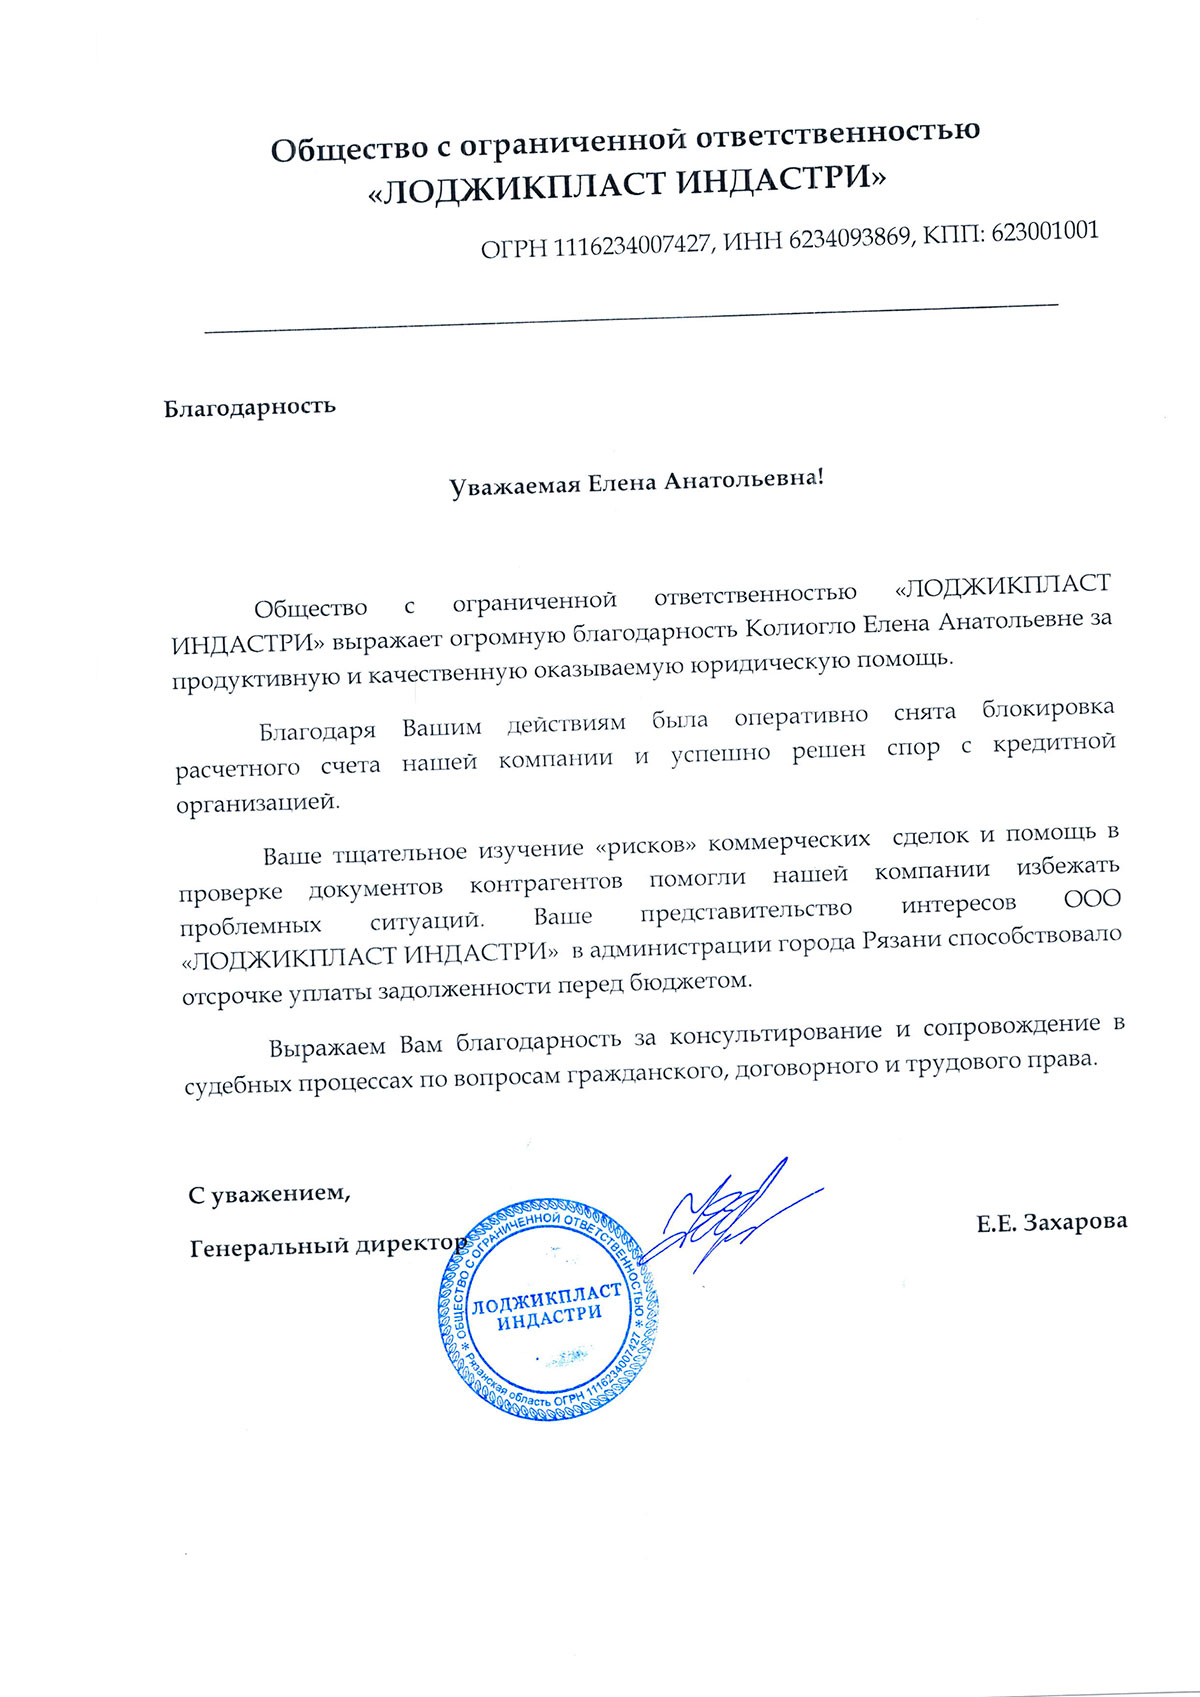 Общество с ограниченной ответственностью
«ЛОДЖИКПЛАСТ ИНДАСТРИ»
ОГРН 1116234007427, ИНН 6234093869, КПП: 623001001
Благодарность
Уважаемая Елена Анатольевна!
Общество с ограниченной ответственностью «ЛОДЖИКПЛАСТ
ИНДАСТРИ» выражает огромную благодарность Колиогло Елена Анатольевне за
продуктивную и качественную оказываемую юридическую помощь.
Благодаря Вашим действиям была оперативно снята блокировка
расчетного счета нашей компании и успешно решен спор с кредитной
организацией.
Ваше тщательное изучение «рисков» коммерческих сделок и помощь в
проверке документов контрагентов помогли нашей компании избежать
проблемных ситуаций. Ваше представительство интересов ООО
«ЛОДЖИКПЛАСТ ИНДАСТРИ» в администрации города Рязани способствовало
отсрочке уплаты задолженности перед бюджетом.
Выражаем Вам благодарность за консультирование и сопровождение в
судебных процессах по вопросам гражданского, договорного и трудового права.
С уважением,
Генеральный директор
Е.Е. Захарова
ОБЩЕСТВО С ОГРАНИЧЕННОЙ ОТВЕТСТВЕННОСТЬЮ
ЛОДЖИКПЛАСТ
ИНДАСТРИ
Рязанская область ОГРН 1116234007427